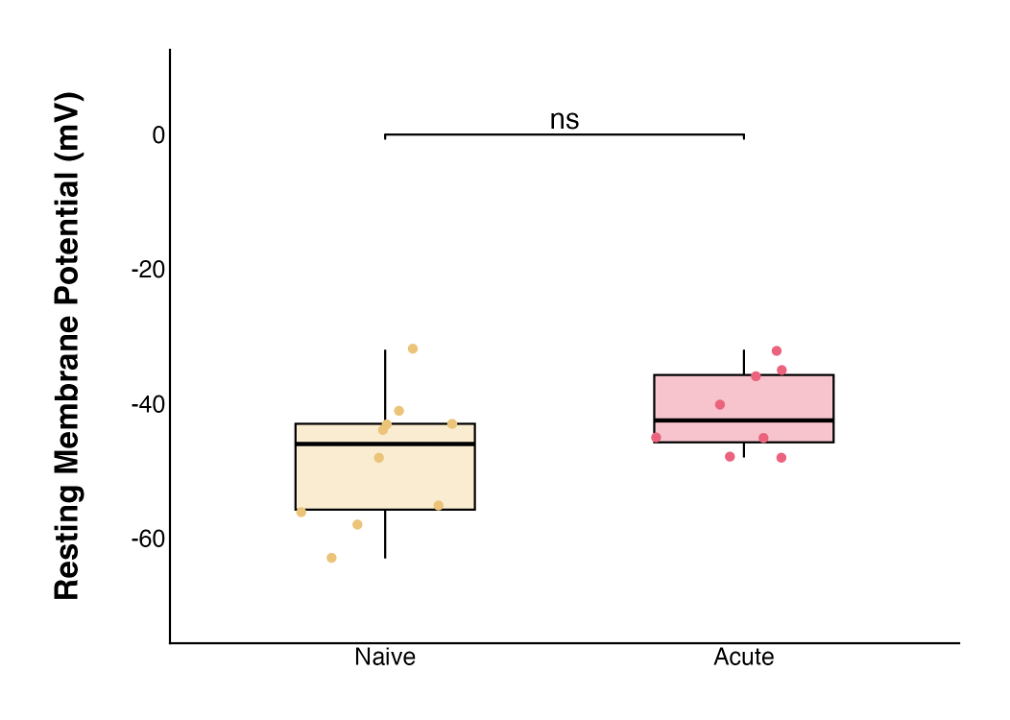 Resting Membrane Potential (mV)
ns
0
-20
-40
-60
Naive
Acute